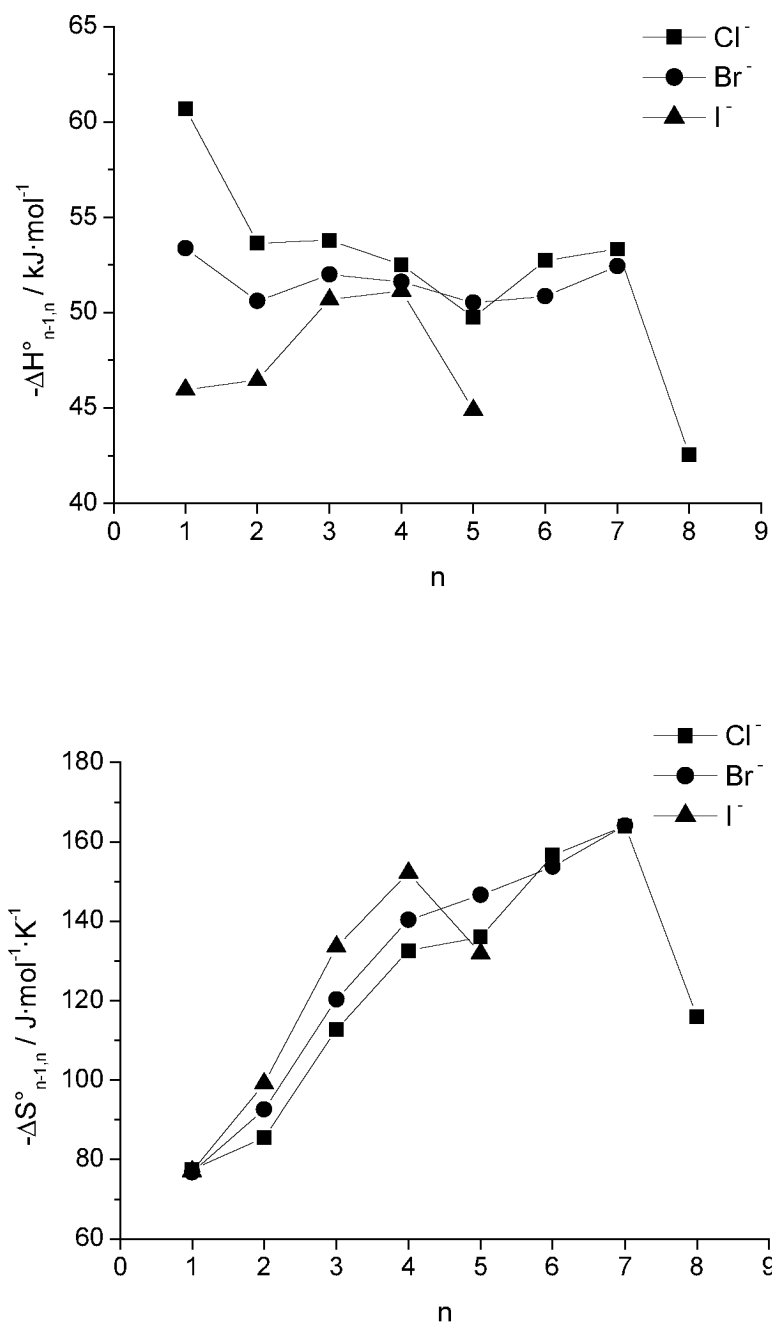 65
60
55
50
45
40
-ΔH°n-1,n / kJ·mol-1
Cl-
Br-
I-
0 1 2 3 4 5 6 7 8 9
n
180
160
140
120
100
80
60
-ΔS°n-1,n / J·mol-1·K-1
Cl-
Br-
I-
0 1 2 3 4 5 6 7 8 9
n